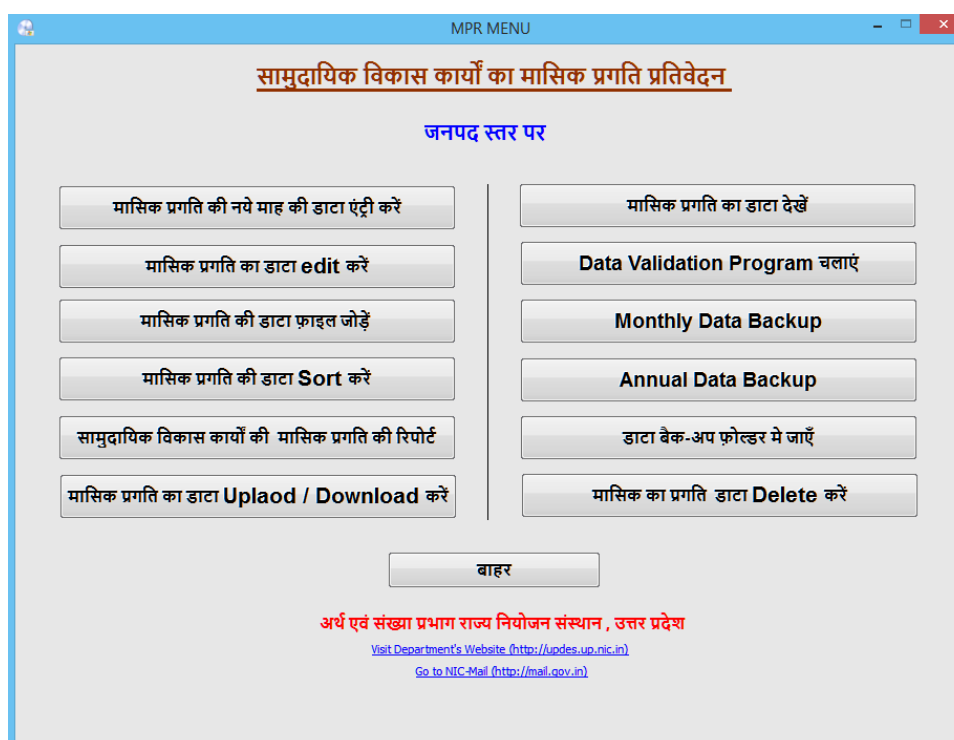 MPR MENU
सामुदायिक विकास कार्यों का मासिक प्रगति प्रतिवेदन
जनपद स्तर पर
मासिक प्रगति की नये माह की डाटा एंट्री करें
मासिक प्रगति का डाटा edit करें
मासिक प्रगति की डाटा फ़ाइल जोड़ें
मासिक प्रगति की डाटा Sort करें
सामुदायिक विकास कार्यों की मासिक प्रगति की रिपोर्ट
मासिक प्रगति का डाटा Uplaod / Download करें
मासिक प्रगति का डाटा देखें
Data Validation Program चलाएं
Monthly Data Backup
Annual Data Backup
डाटा बैक-अप फ़ोल्डर मे जाएँ
मासिक का प्रगति डाटा Delete करें
बाहर
अर्थ एवं संख्या प्रभाग राज्य नियोजन संस्थान , उत्तर प्रदेश
Visit Department's Website (http://updes.up.nic.in)
Go to NIC-Mail (http://mail.gov.in)